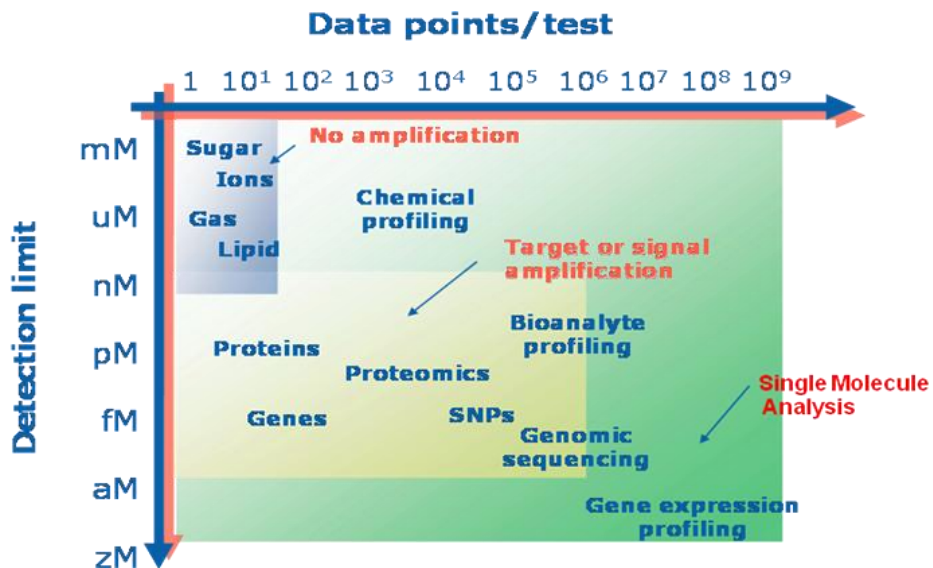 Data points/test
1 10¹ 10² 10³ 10⁴ 10⁵ 10⁶ 10⁷ 10⁸ 10⁹
Detection limit
mM
uM
nM
pM
fM
aM
zM
Sugar
Ions
Gas
Lipid
No amplification
Chemical
profiling
Target or signal
amplification
Bioanalyte
profiling
Proteins
Proteomics
Single Molecule
Analysis
Genes
SNPs
Genomic
sequencing
Gene expression
profiling